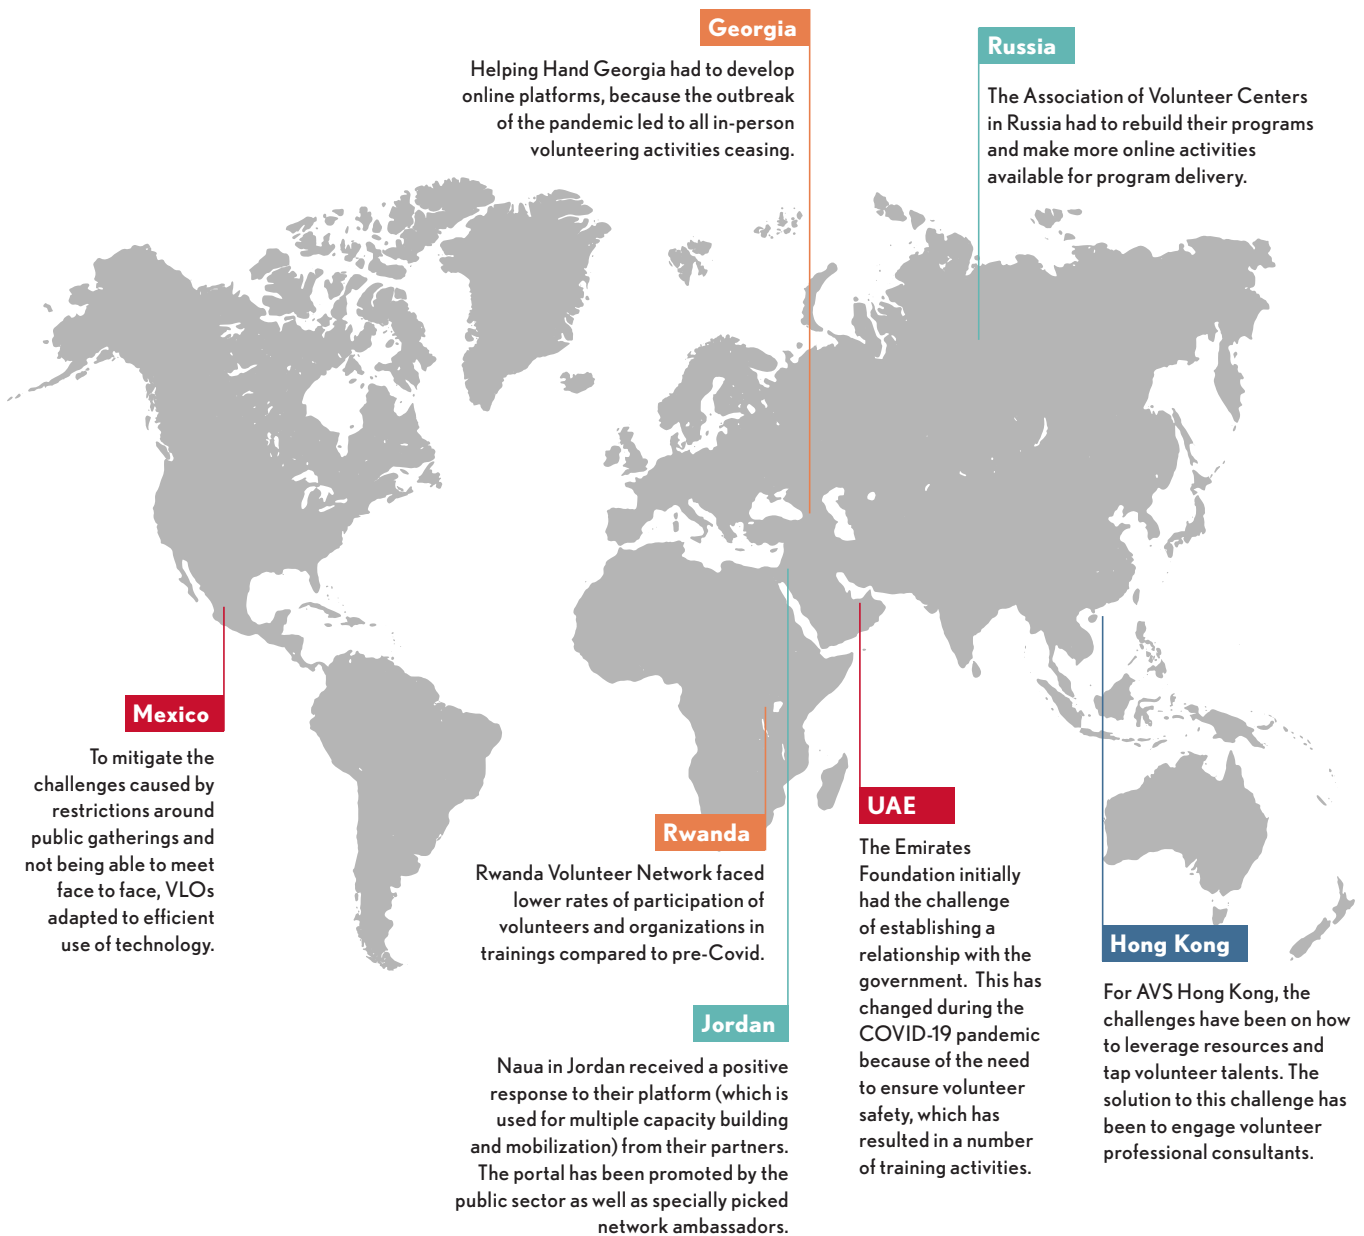 Georgia
Helping Hand Georgia had to develop
online platforms, because the outbreak
of the pandemic led to all in-person
volunteering activities ceasing.
Russia
The Association of Volunteer Centers
in Russia had to rebuild their programs
and make more online activities
available for program delivery.
Mexico
To mitigate the
challenges caused by
restrictions around
public gatherings and
not being able to meet
face to face, VLOs
adapted to efficient
use of technology.
Rwanda
Rwanda Volunteer Network faced
lower rates of participation of
volunteers and organizations in
trainings compared to pre-Covid.
Jordan
Naua in Jordan received a positive
response to their platform (which is
used for multiple capacity building
and mobilization) from their partners.
The portal has been promoted by the
public sector as well as specially picked
network ambassadors.
UAE
The Emirates
Foundation initially
had the challenge
of establishing a
relationship with the
government.  This has
changed during the
COVID-19 pandemic
because of the need
to ensure volunteer
safety, which has
resulted in a number
of training activities.
Hong Kong
For AVS Hong Kong, the
challenges have been on how
to leverage resources and
tap volunteer talents. The
solution to this challenge has
been to engage volunteer
professional consultants.